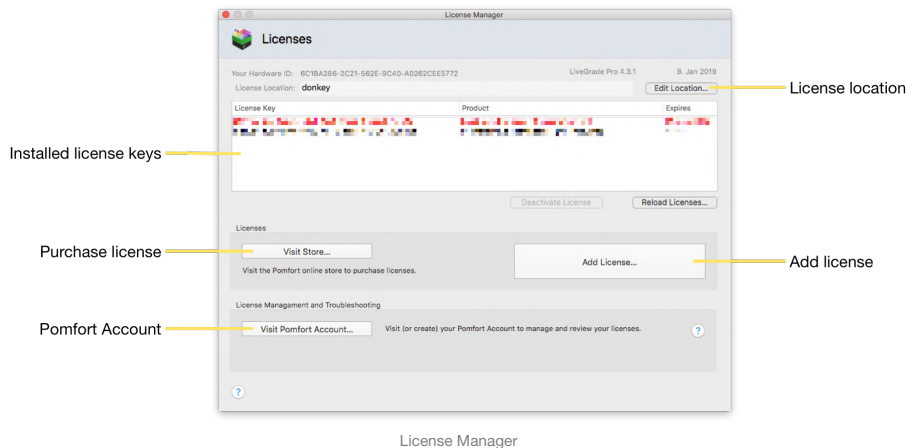 License Manager
Licenses
Your Hardware ID: 6C1BA286-2C21-562E-9C40-A0262CEE5772
LiveGrade Pro 4.3.1
8. Jan 2019
License Location: donkey
Edit Location...
License location
License Key
Product
Expires
Installed license keys
Deactivate License
Reload Licenses...
Licenses
Purchase license
Visit Store...
Add License...
Add license
Visit the Pomfort online store to purchase licenses.
License Managament and Troubleshooting
Pomfort Account
Visit Pomfort Account...
Visit (or create) your Pomfort Account to manage and review your licenses.
?
?
License Manager